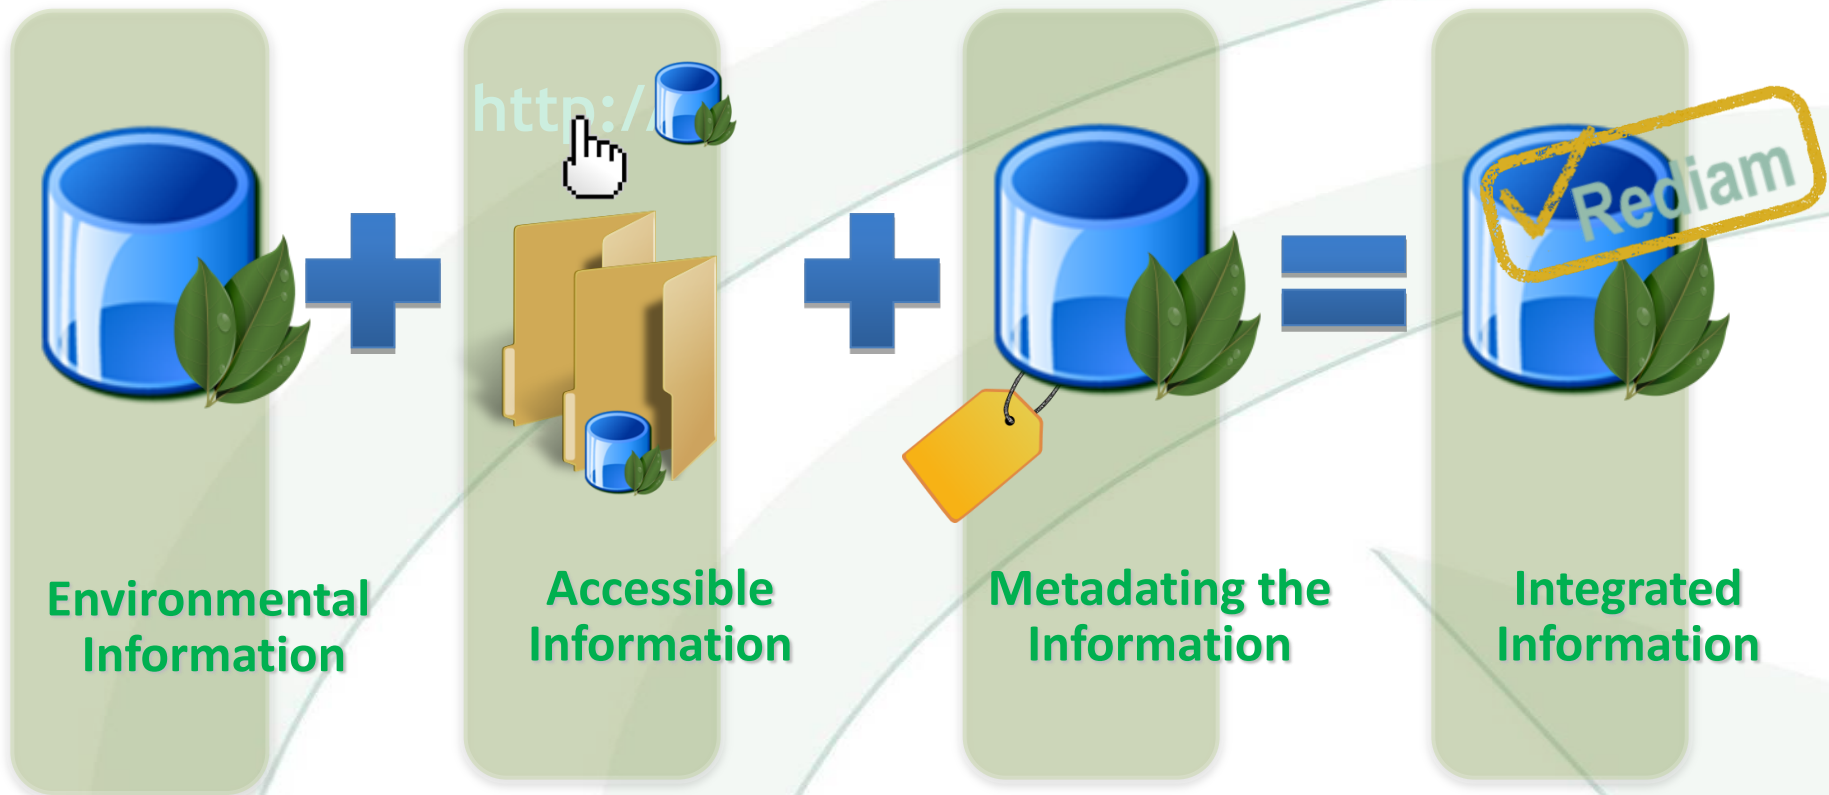 http://
Rediam
Environmental
Information
Accessible
Information
Metadating the
Information
Integrated
Information